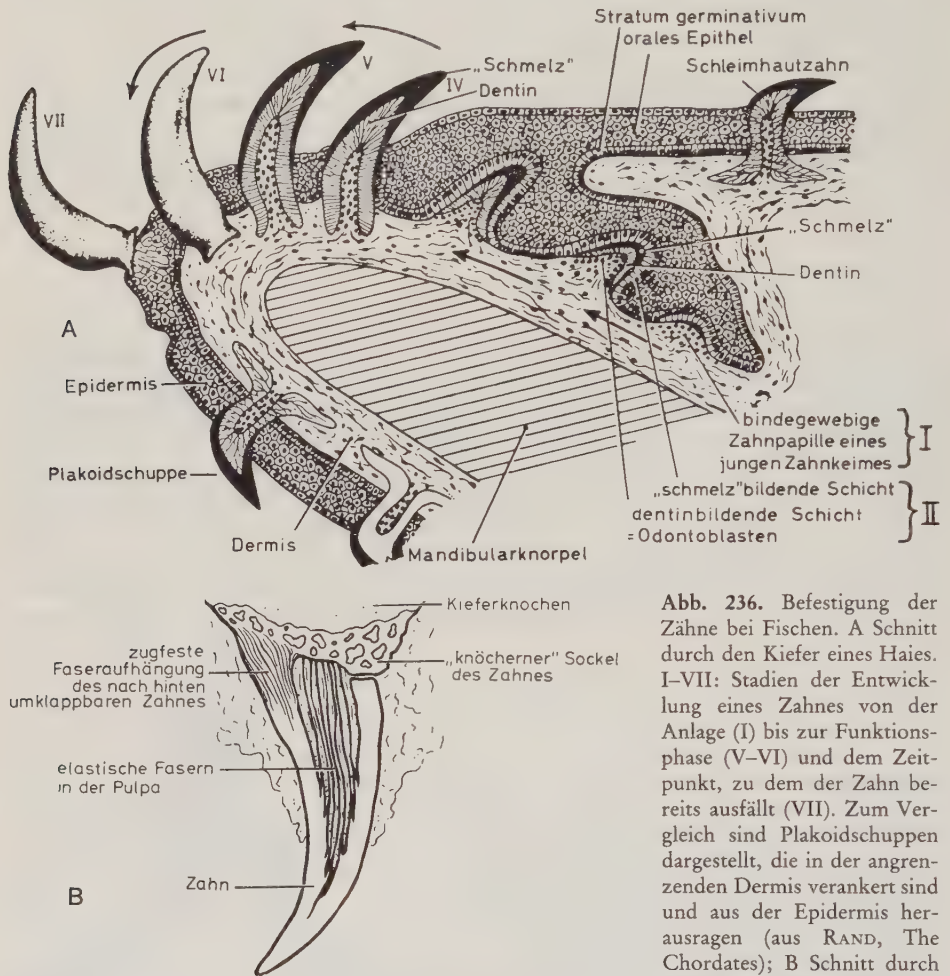 Stratum germinativum
orales Epithel
Schleimhautzahn
VII
VI
V
IV
„Schmelz"
Dentin
„Schmelz"
Dentin
A
Epidermis
Plakoidschuppe
Dermis
Mandibularknorpel
bindegewebige
Zahnpapille eines
jungen Zahnkeimes
I
„schmelz"bildende Schicht
dentinbildende Schicht
=Odontoblasten
II
Kieferknochen
zugfeste
Faseraufhängung
des nach hinten
umklappbaren Zahnes
„knöcherner" Sockel
des Zahnes
elastische Fasern
in der Pulpa
Zahn
B
Abb. 236. Befestigung der
Zähne bei Fischen. A Schnitt
durch den Kiefer eines Haies.
I–VII: Stadien der Entwick-
lung eines Zahnes von der
Anlage (I) bis zur Funktions-
phase (V–VI) und dem Zeit-
punkt, zu dem der Zahn be-
reits ausfällt (VII). Zum Ver-
gleich sind Plakoidschuppen
dargestellt, die in der angren-
zenden Dermis verankert sind
und aus der Epidermis her-
ausragen (aus RAND, The
Chordates); B Schnitt durch